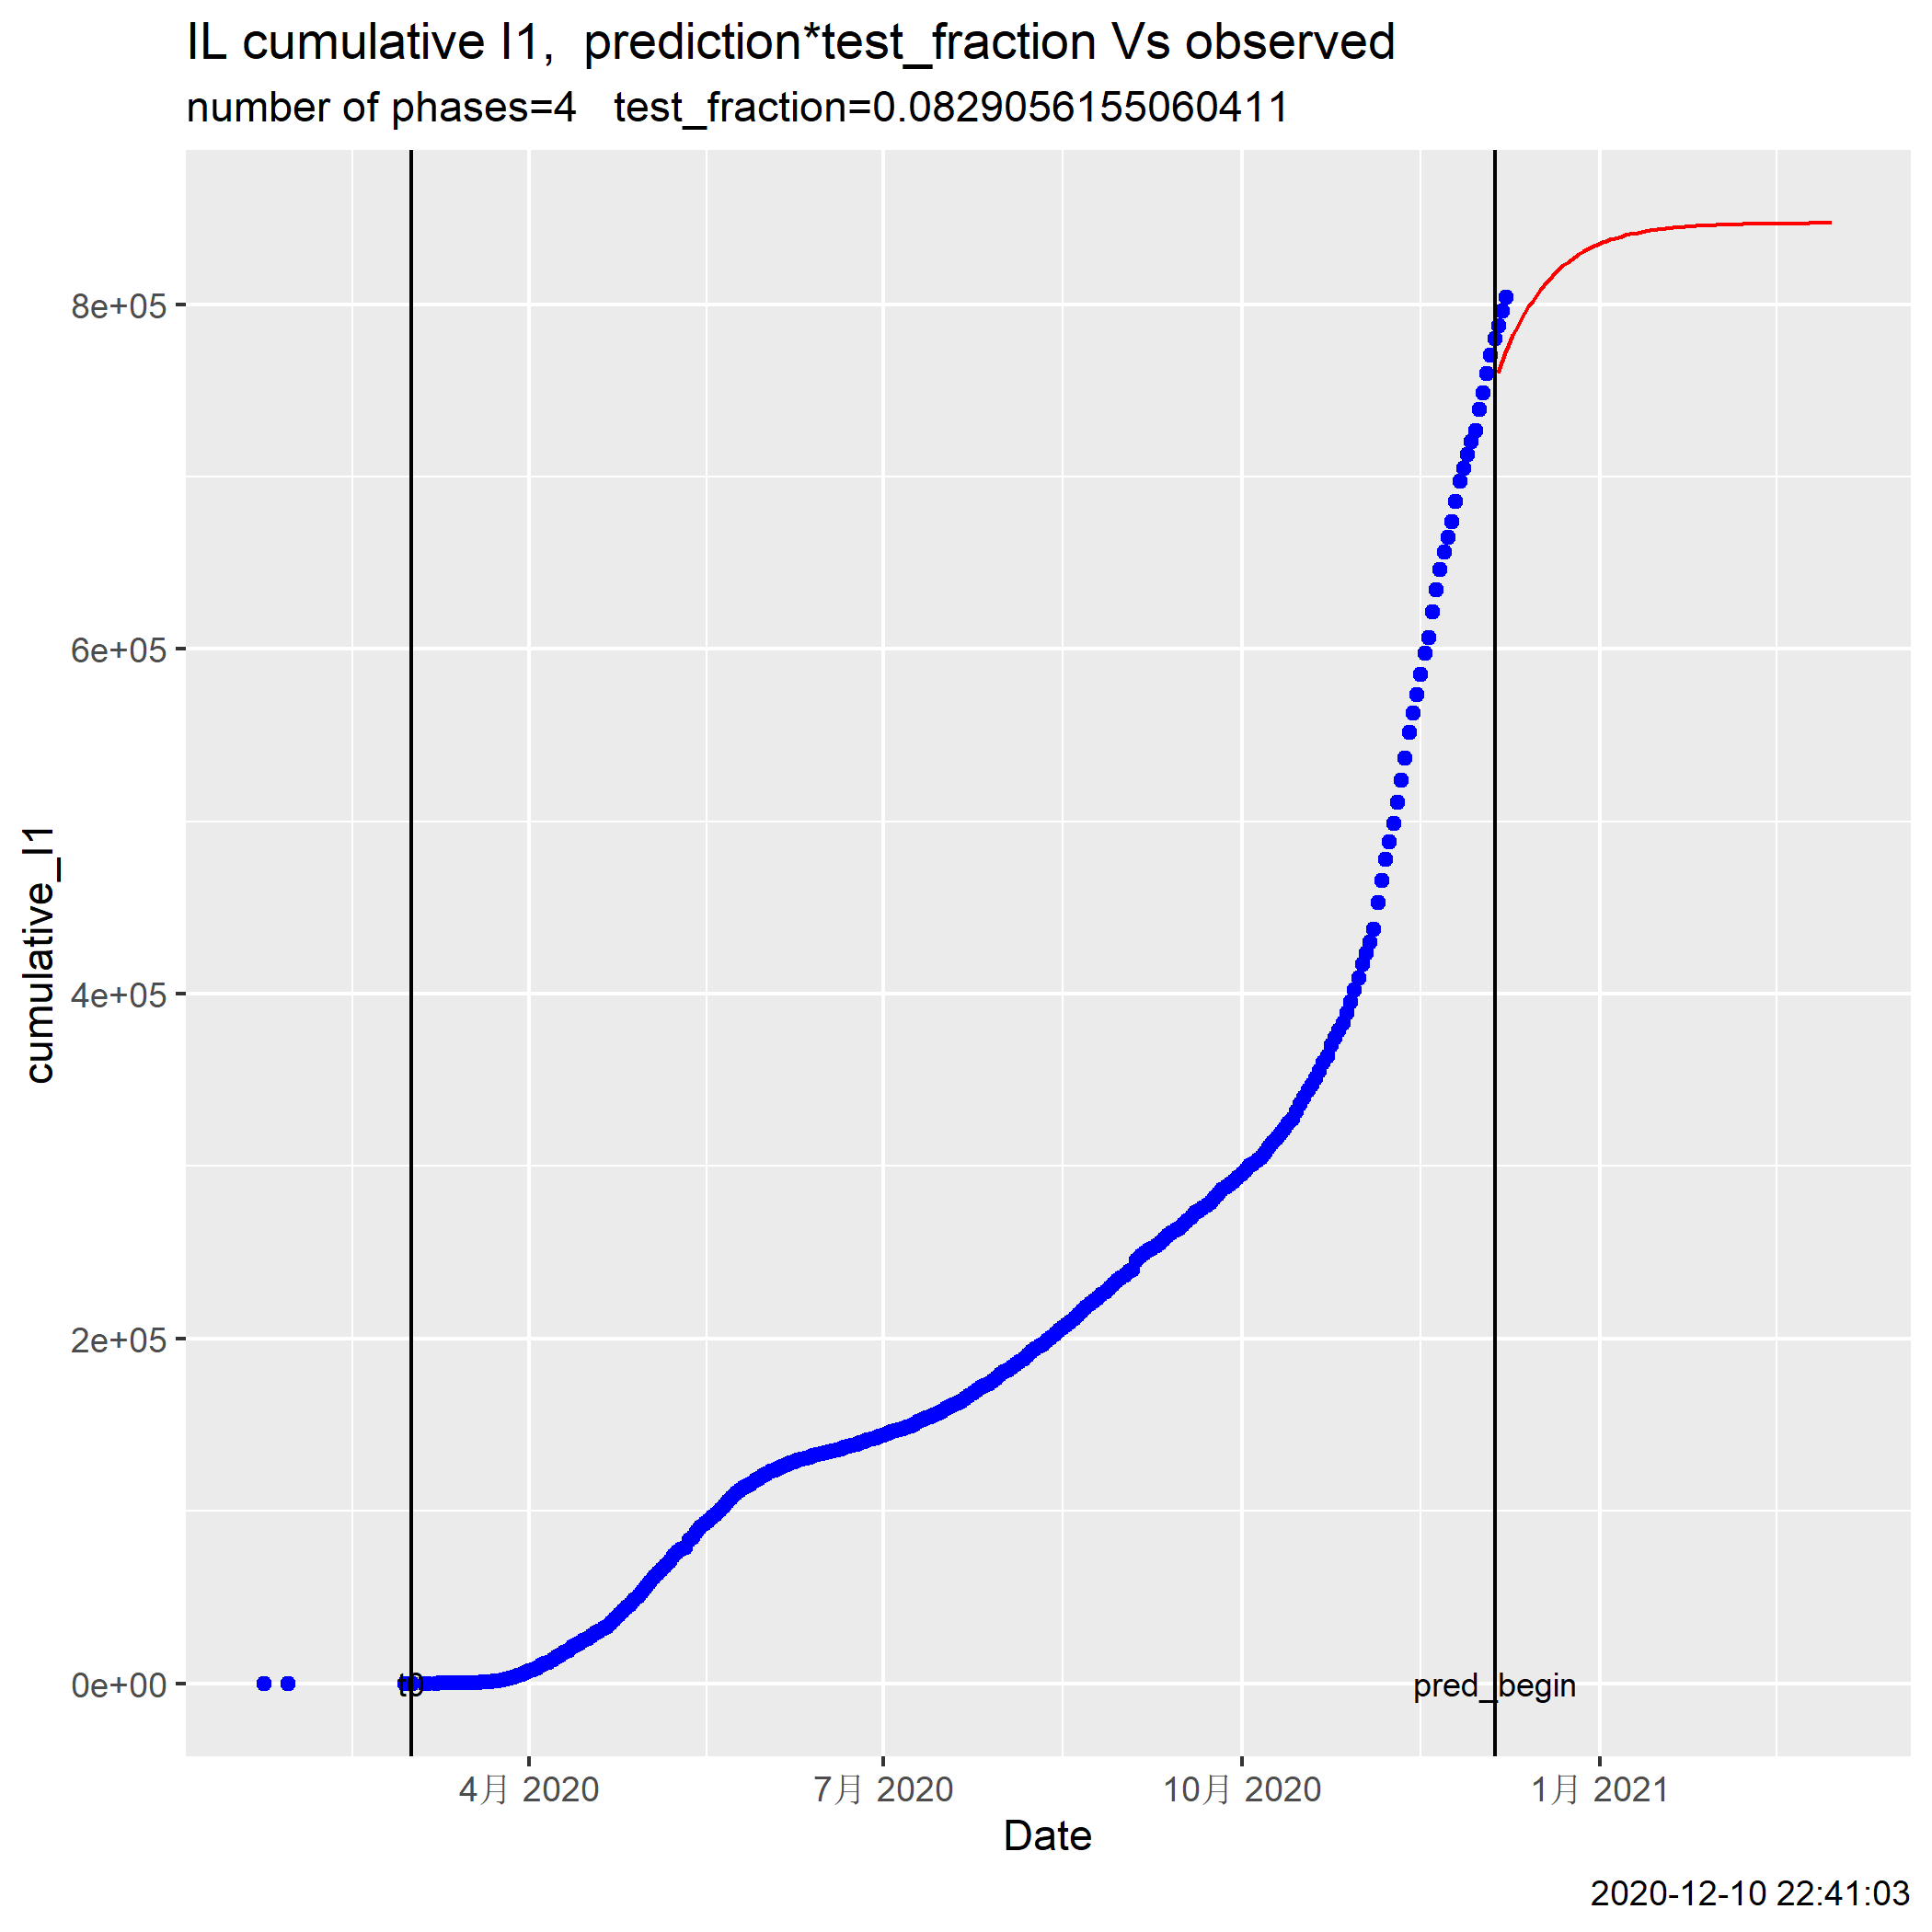 IL cumulative I1,  prediction*test_fraction Vs observed
number of phases=4   test_fraction=0.0829056155060411
cumulative_I1
8e+05
6e+05
4e+05
2e+05
0e+00
t0
pred_begin
4月 2020
7月 2020
10月 2020
1月 2021
Date
2020-12-10 22:41:03